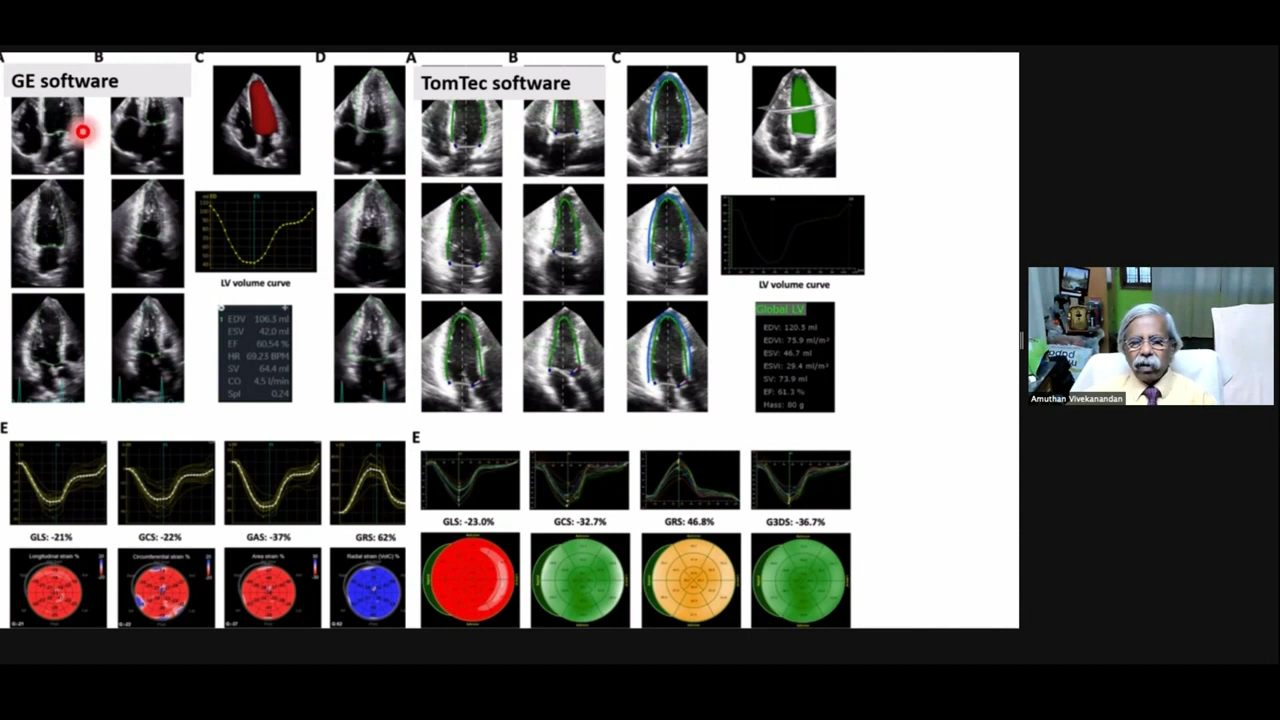 A
B
C
D
GE software
LV volume curve
EDV 106.3 ml
ESV 42.0 ml
EF 60.54 %
HR 69.23 BPM
SV 64.4 ml
CO 4.5 l/min
SpI 0.24
E
GLS: -21%
GCS: -22%
GAS: -37%
GRS: 62%
Longitudinal strain %
Circumferential strain %
Area strain %
Radial strain (VolC) %
A
B
C
D
TomTec software
LV volume curve
Global LV
EDV: 120.5 ml
EDVi: 75.9 ml/m²
ESV: 46.7 ml
ESVi: 29.4 ml/m²
SV: 73.9 ml
EF: 61.3 %
Mass: 80 g
E
GLS: -23.0%
GCS: -32.7%
GRS: 46.8%
G3DS: -36.7%
Amuthan Vivekanandan